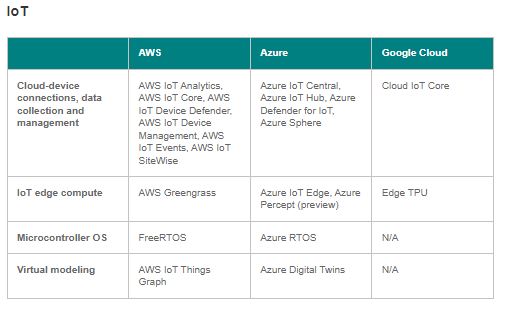 IoT
AWS
Azure
Google Cloud
Cloud-device
connections, data
collection and
management
AWS IoT Analytics,
AWS IoT Core, AWS
IoT Device Defender,
AWS IoT Device
Management, AWS
IoT Events, AWS IoT
SiteWise
Azure IoT Central,
Azure IoT Hub, Azure
Defender for IoT,
Azure Sphere
Cloud IoT Core
IoT edge compute
AWS Greengrass
Azure IoT Edge, Azure
Percept (preview)
Edge TPU
Microcontroller OS
FreeRTOS
Azure RTOS
N/A
Virtual modeling
AWS IoT Things
Graph
Azure Digital Twins
N/A